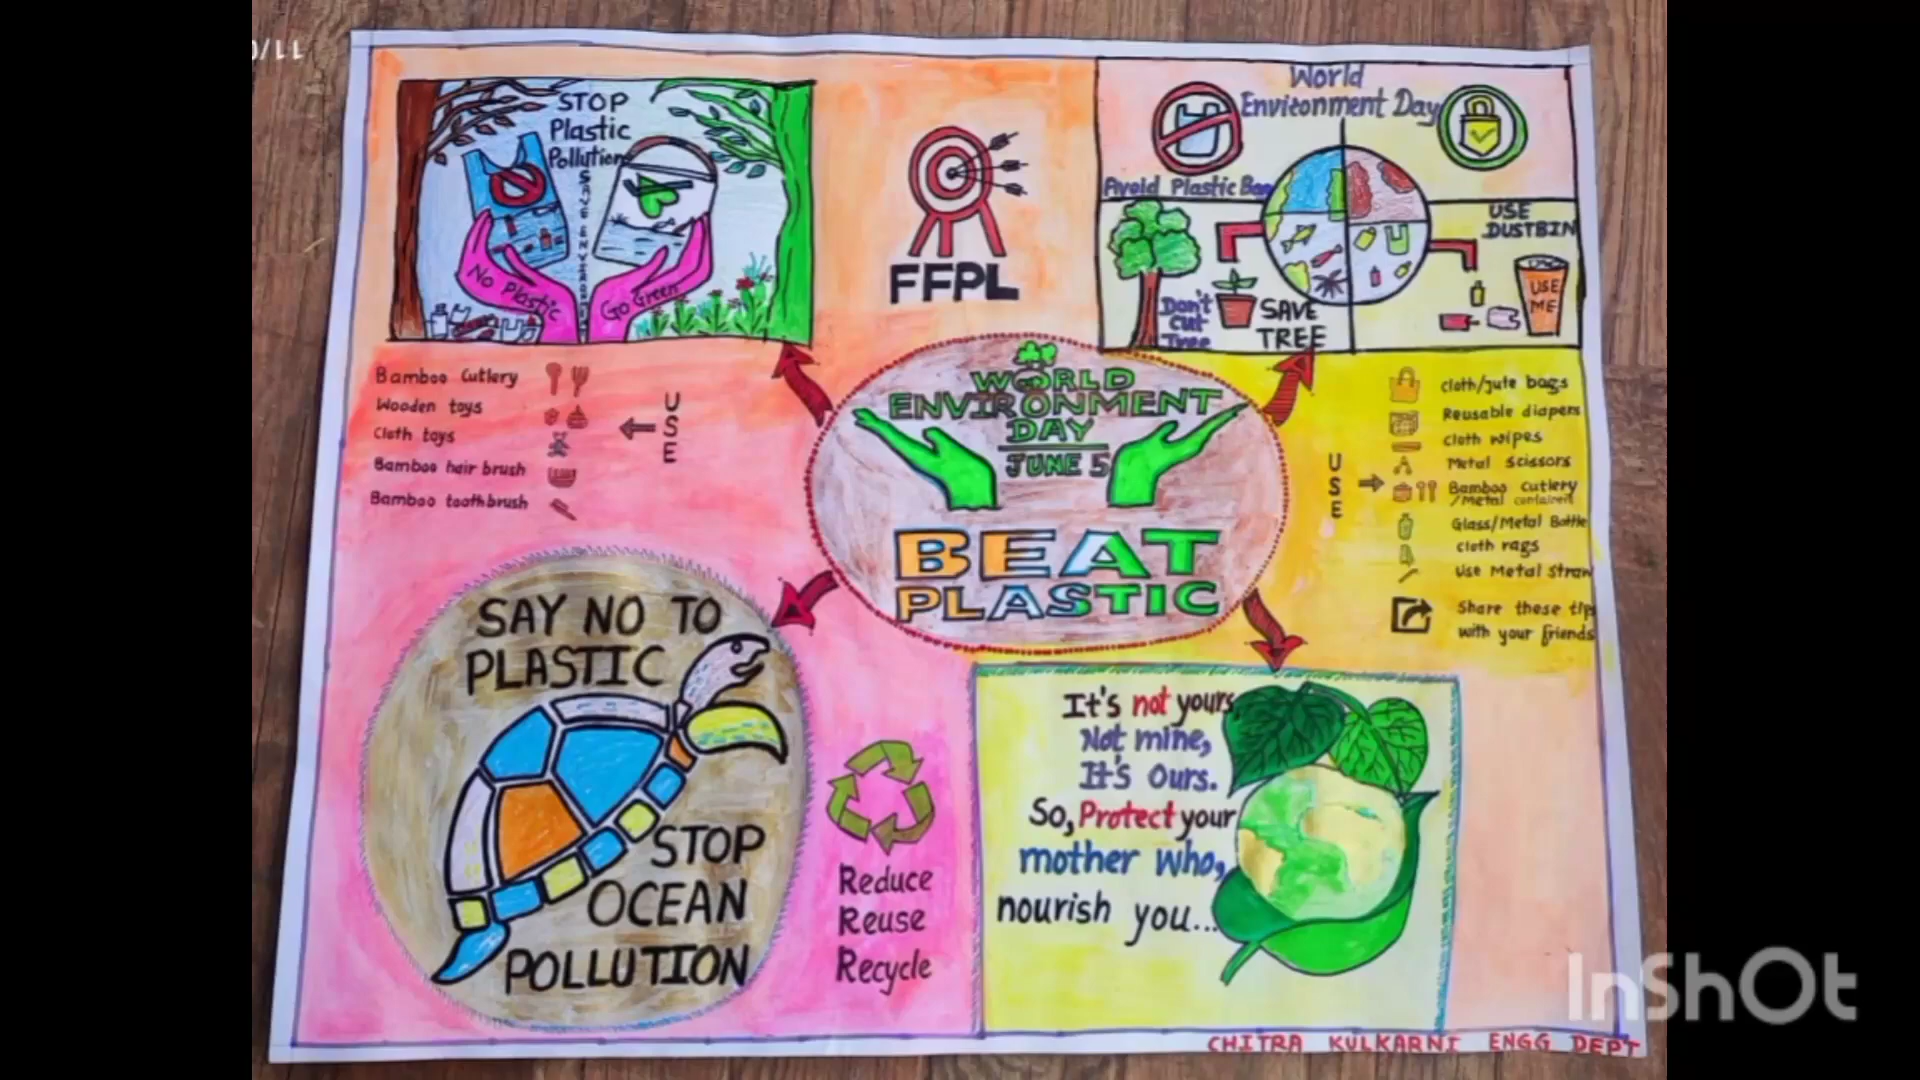 STOP
Plastic
Pollution
No Plastic
Go Green
FFPL
World
Environment Day
Avoid Plastic Bag
USE
DUSTBIN
USE
ME
Don't
Cut
Tree
SAVE
TREE
Bamboo Cutlery
Wooden toys
Cloth toys
Bamboo hair brush
Bamboo toothbrush
USE
WORLD
ENVIRONMENT
DAY
JUNE 5
BEAT
PLASTIC
USE
cloth/jute bags
Reusable diapers
cloth wipes
Metal scissors
Bamboo Cutlery
/Metal containers
Glass/Metal Bottle
cloth rags
Use Metal straw
Share these tips
with your friends
SAY NO TO
PLASTIC
STOP
OCEAN
POLLUTION
Reduce
Reuse
Recycle
It's not yours,
Not mine,
It's ours.
So, Protect your
mother who,
nourish you...
CHITRA KULKARNI ENGG DEPT
InShOt